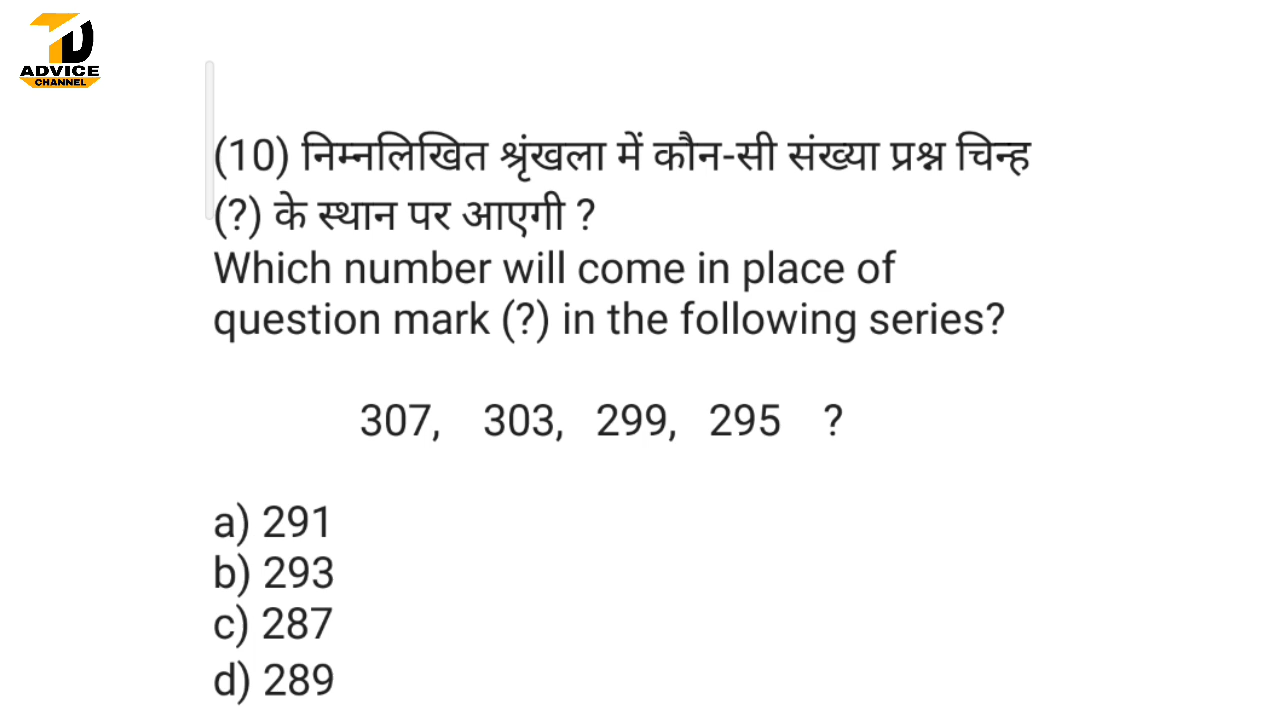 TD
ADVICE
CHANNEL
(10) निम्नलिखित श्रृंखला में कौन-सी संख्या प्रश्न चिन्ह
(?) के स्थान पर आएगी ?
Which number will come in place of
question mark (?) in the following series?
307, 303, 299, 295 ?
a) 291
b) 293
c) 287
d) 289